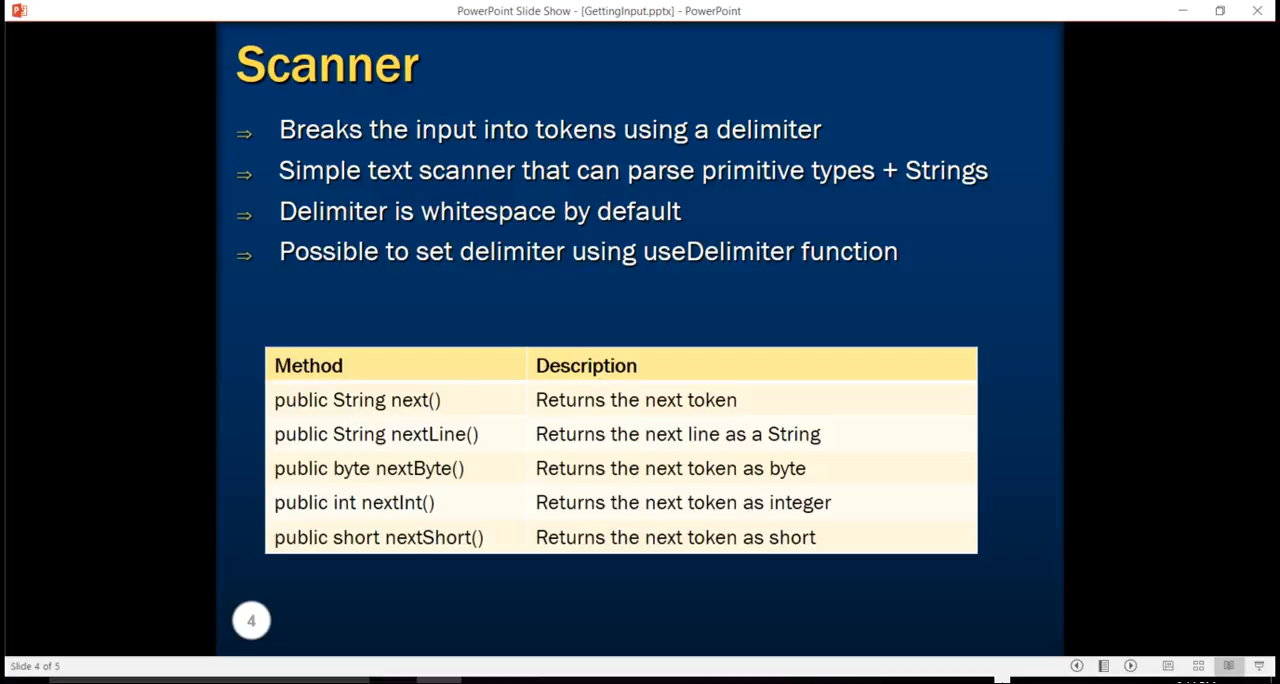 PowerPoint Slide Show - [GettingInput.pptx] - PowerPoint
Scanner
⇒ Breaks the input into tokens using a delimiter
⇒ Simple text scanner that can parse primitive types + Strings
⇒ Delimiter is whitespace by default
⇒ Possible to set delimiter using useDelimiter function
Method Description
public String next() Returns the next token
public String nextLine() Returns the next line as a String
public byte nextByte() Returns the next token as byte
public int nextInt() Returns the next token as integer
public short nextShort() Returns the next token as short
4
Slide 4 of 5